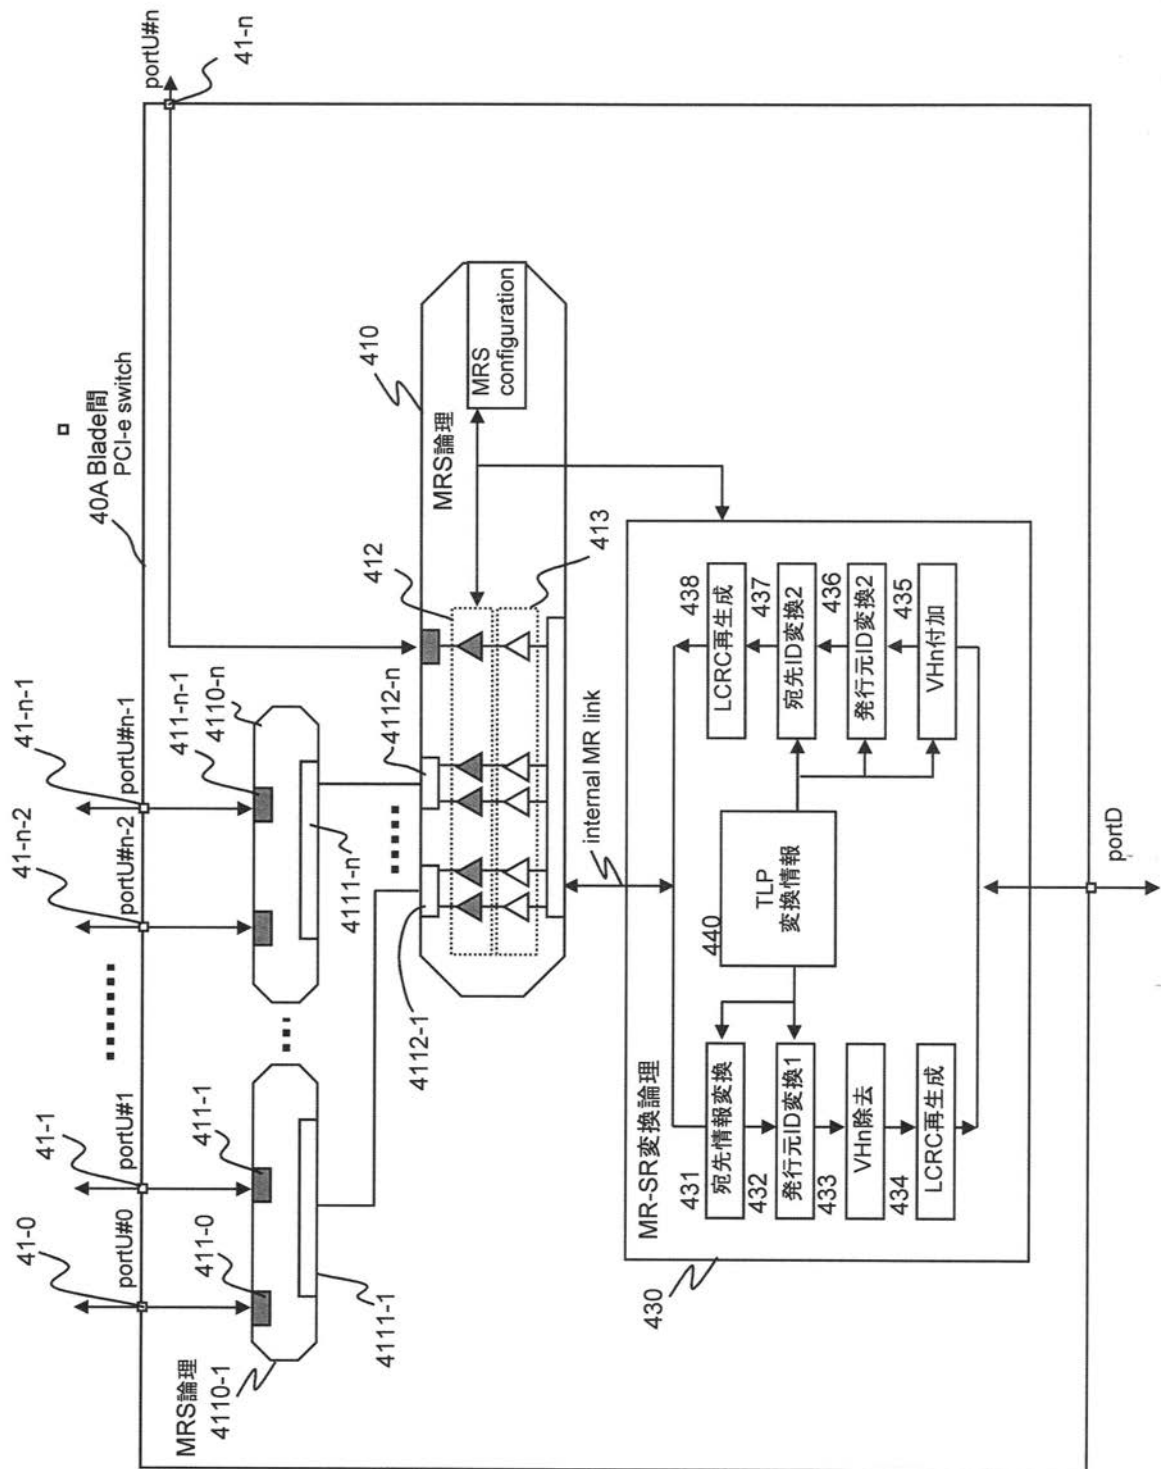 40A Blade間
PCI-e switch
41-0
portU#0
41-1
portU#1
41-n-2
portU#n-2
41-n-1
portU#n-1
portU#n
41-n
MRS論理
4110-1
411-0
411-1
4111-1
4111-n
411-n-1
4110-n
4112-1
4112-n
412
413
MRS論理
410
MRS
configuration
internal MR link
MR-SR変換論理
430
431
宛先情報変換
432
発行元ID変換1
433
VHn除去
434
LCRC再生成
440
TLP
変換情報
438
LCRC再生成
437
宛先ID変換2
436
発行元ID変換2
435
VHn付加
portD